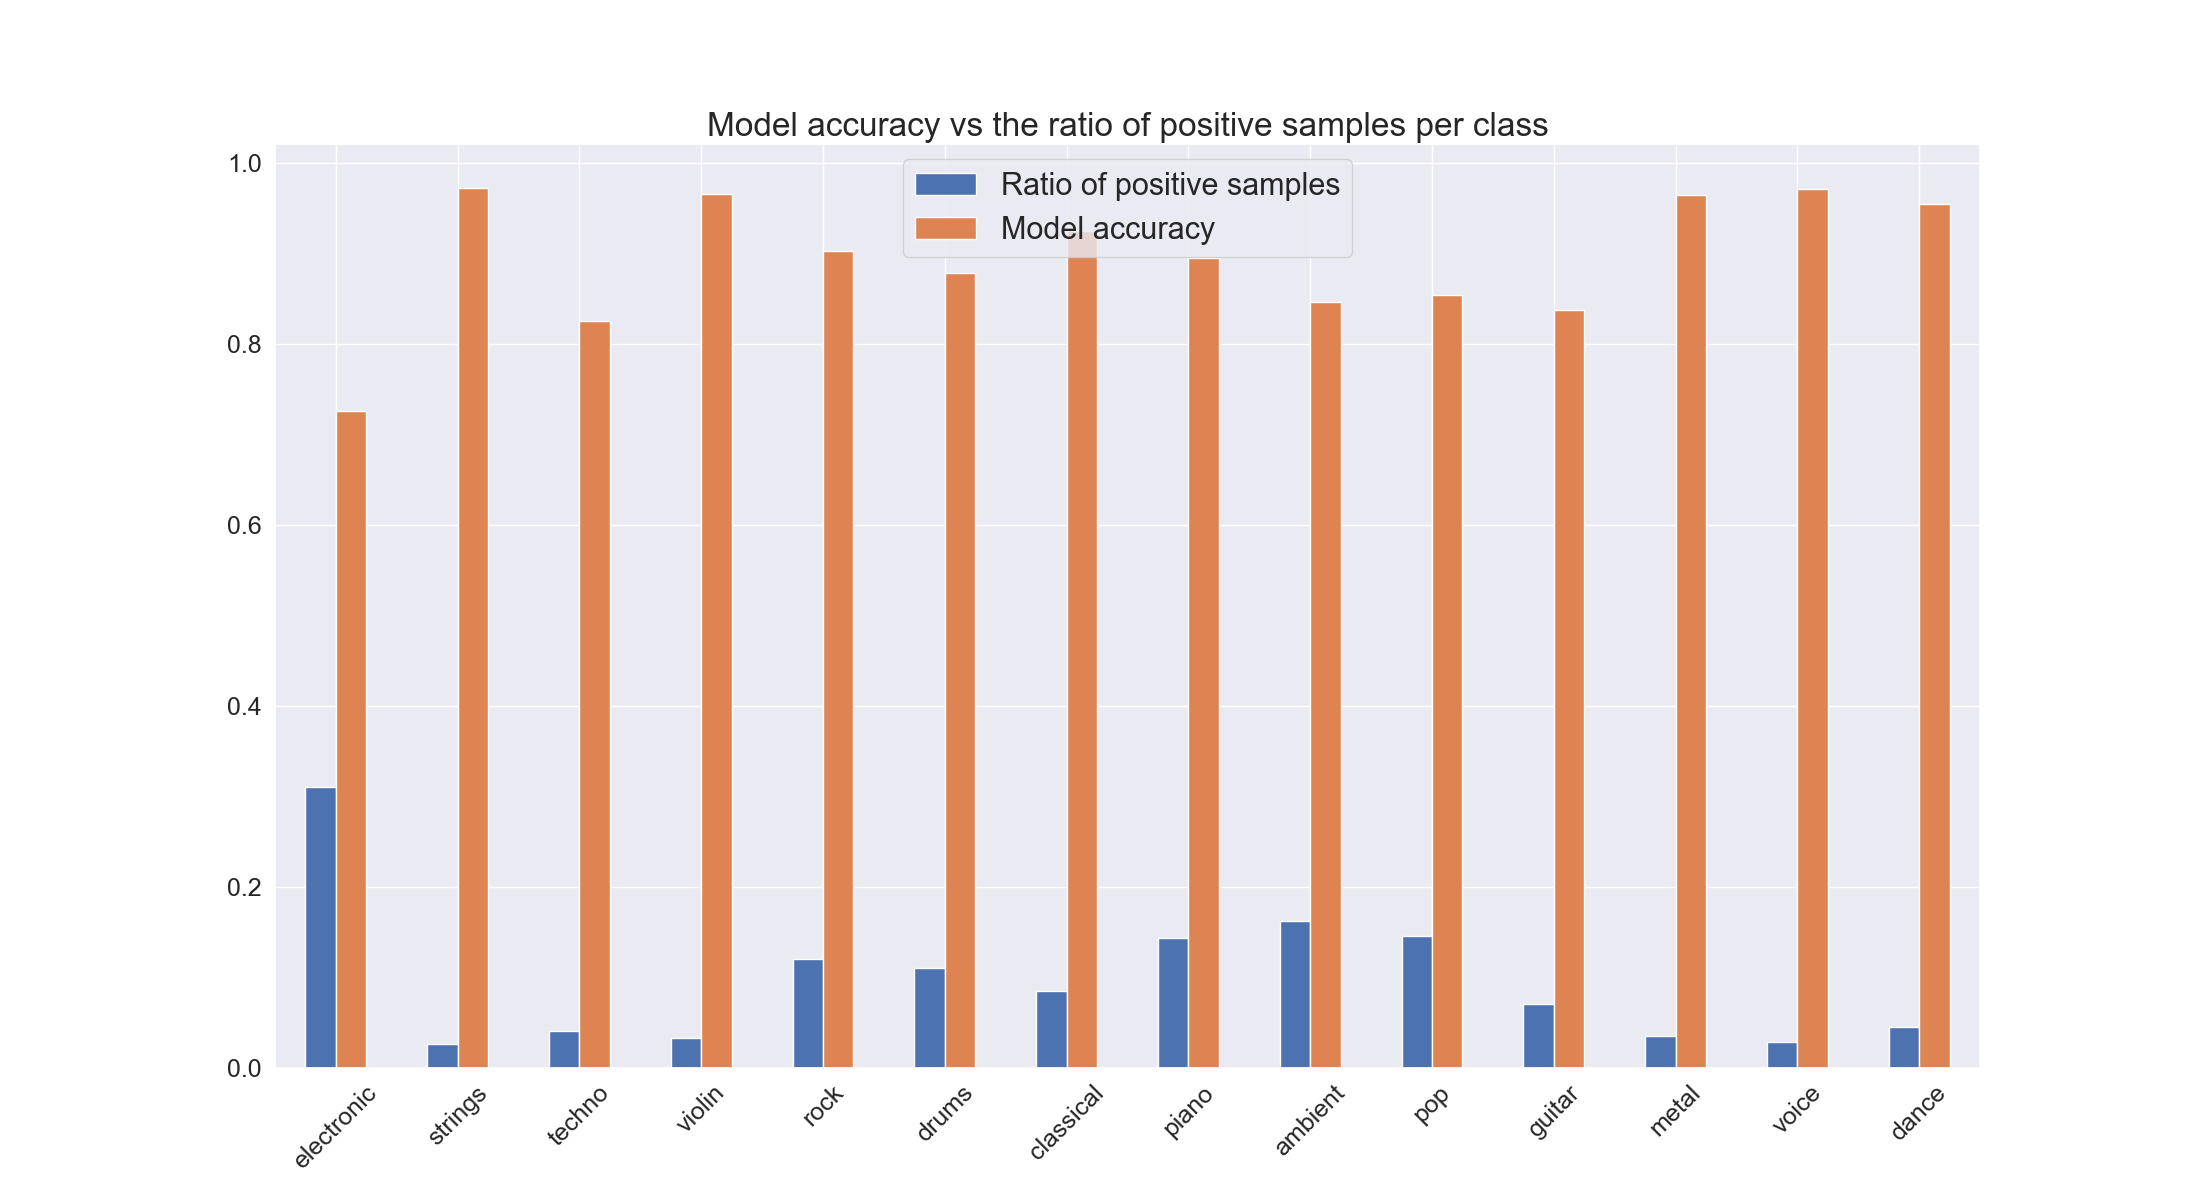 Model accuracy vs the ratio of positive samples per class
Ratio of positive samples
Model accuracy
1.0
0.8
0.6
0.4
0.2
0.0
electronic
strings
techno
violin
rock
drums
classical
piano
ambient
pop
guitar
metal
voice
dance